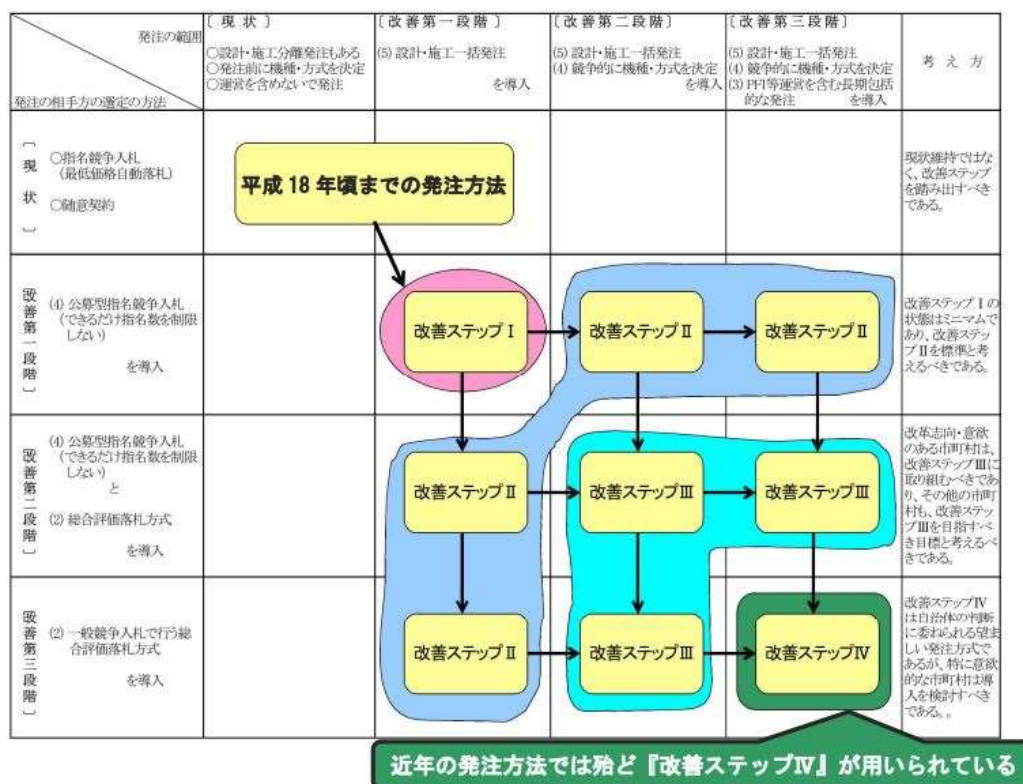 発注の範囲
発注の相手方の選定の方法
〔 現 状 〕
○設計・施工分離発注もある
○発注前に機種・方式を決定
○運営を含めないで発注
〔改善第一段階〕
(5) 設計・施工一括発注
を導入
〔改善第二段階〕
(5) 設計・施工一括発注
(4) 競争的に機種・方式を決定
を導入
〔改善第三段階〕
(5) 設計・施工一括発注
(4) 競争的に機種・方式を決定
(3) PFI等運営を含む長期包括
的な発注 を導入
考 え 方
〔 現 状 〕
○指名競争入札
(最低価格自動落札)
○随意契約
平成 18 年頃までの発注方法
現状維持ではな
く、改善ステップ
を踏み出すべき
である。
〔改善第一段階〕
(4) 公募型指名競争入札
(できるだけ指名数を制限
しない)
を導入
改善ステップⅠ
改善ステップⅡ
改善ステップⅡ
改善ステップⅠの
状態はミニマムで
あり、改善ステッ
プⅡを標準と考
えるべきである。
〔改善第二段階〕
(4) 公募型指名競争入札
(できるだけ指名数を制限
しない)
と
(2) 総合評価落札方式
を導入
改善ステップⅡ
改善ステップⅢ
改善ステップⅢ
改革志向・意欲
のある市町村は、
改善ステップⅢに
取り組むべきであ
り、その他の市町
村も、改善ステッ
プⅢを目指すべ
き目標と考えるべ
きである。
〔改善第三段階〕
(2) 一般競争入札で行う総
合評価落札方式
を導入
改善ステップⅡ
改善ステップⅢ
改善ステップⅣ
改善ステップⅣ
は自治体の判断
に委ねられる望ま
しい発注方式で
あるが、特に意欲
的な市町村は導
入を検討すべき
である。。
近年の発注方法では殆ど『改善ステップⅣ』が用いられている